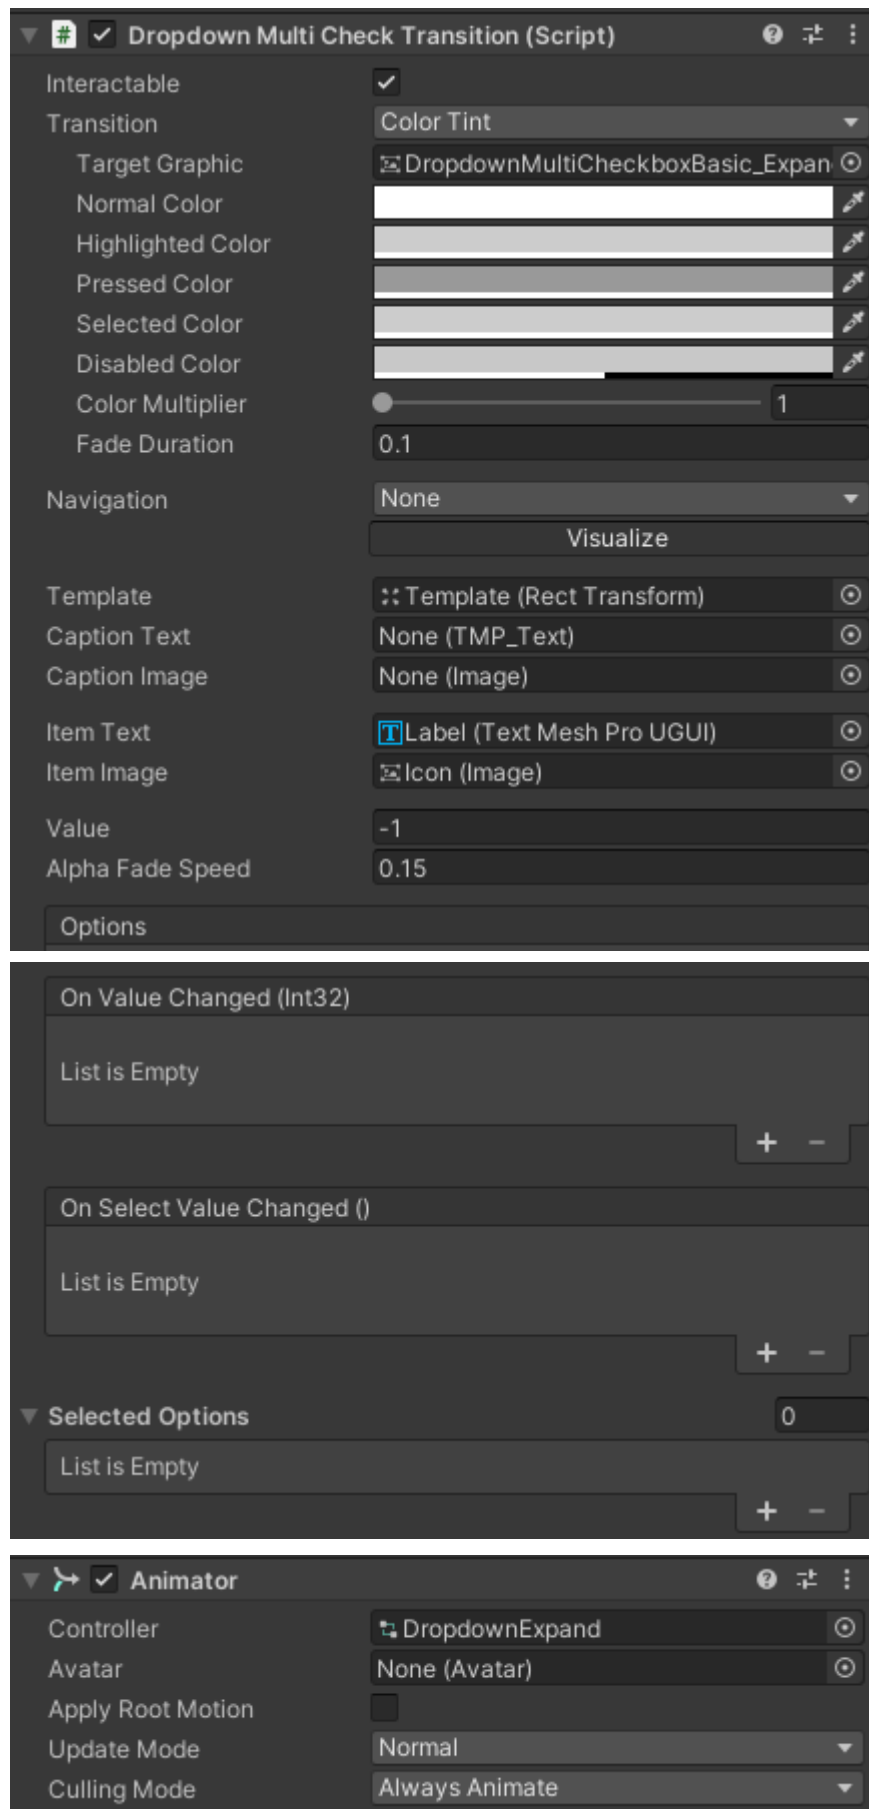 Dropdown Multi Check Transition (Script)
Interactable
Transition Color Tint
Target Graphic DropdownMultiCheckboxBasic_Expan
Normal Color
Highlighted Color
Pressed Color
Selected Color
Disabled Color
Color Multiplier 1
Fade Duration 0.1
Navigation None
Visualize
Template Template (Rect Transform)
Caption Text None (TMP_Text)
Caption Image None (Image)
Item Text Label (Text Mesh Pro UGUI)
Item Image Icon (Image)
Value -1
Alpha Fade Speed 0.15
Options
On Value Changed (Int32)
List is Empty
+ −
On Select Value Changed ()
List is Empty
+ −
Selected Options 0
List is Empty
+ −
Animator
Controller DropdownExpand
Avatar None (Avatar)
Apply Root Motion
Update Mode Normal
Culling Mode Always Animate